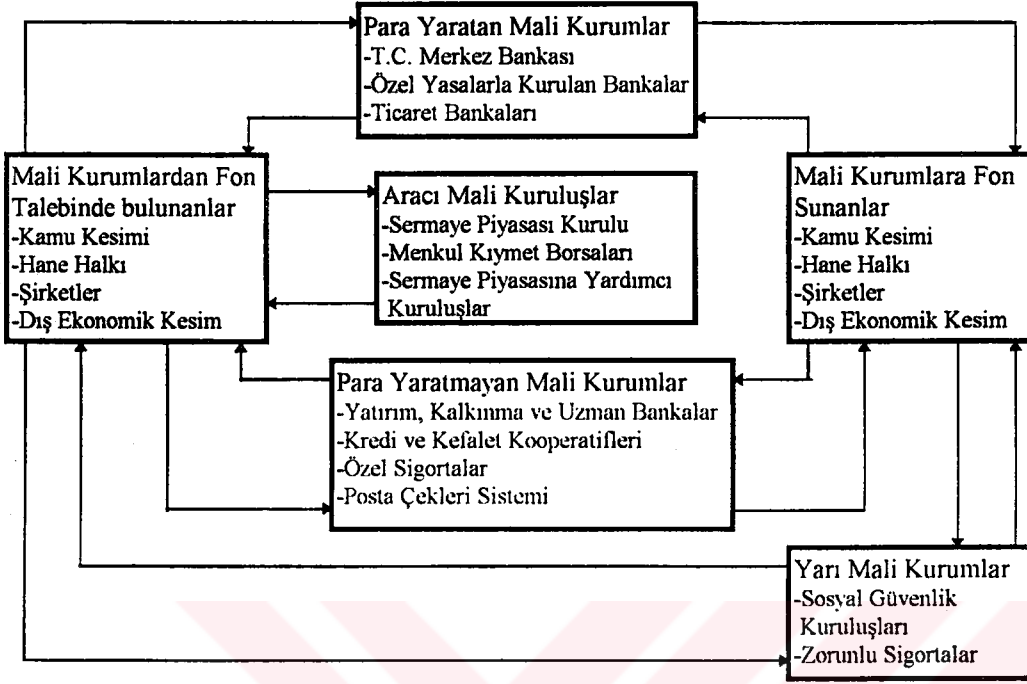 Para Yaratan Mali Kurumlar
-T.C. Merkez Bankası
-Özel Yasalarla Kurulan Bankalar
-Ticaret Bankaları
Mali Kurumlardan Fon
Talebinde bulunanlar
-Kamu Kesimi
-Hane Halkı
-Şirketler
-Dış Ekonomik Kesim
Aracı Mali Kuruluşlar
-Sermaye Piyasası Kurulu
-Menkul Kıymet Borsaları
-Sermaye Piyasasına Yardımcı
Kuruluşlar
Mali Kurumlara Fon
Sunanlar
-Kamu Kesimi
-Hane Halkı
-Şirketler
-Dış Ekonomik Kesim
Para Yaratmayan Mali Kurumlar
-Yatırım, Kalkınma ve Uzman Bankalar
-Kredi ve Kefalet Kooperatifleri
-Özel Sigortalar
-Posta Çekleri Sistemi
Yarı Mali Kurumlar
-Sosyal Güvenlik
Kuruluşları
-Zorunlu Sigortalar